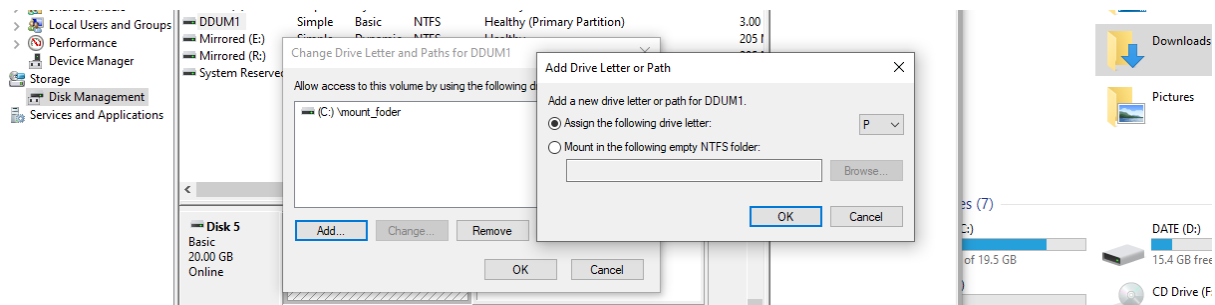 Local Users and Groups
Performance
Device Manager
Storage
Disk Management
Services and Applications
DDUM1 Simple Basic NTFS Healthy (Primary Partition) 3.00
Mirrored (E:)
205
Mirrored (R:)
System Reserve
Disk 5
Basic
20.00 GB
Online
Change Drive Letter and Paths for DDUM1
Allow access to this volume by using the following d
(C:) \mount_foder
Add...
Change...
Remove
OK
Cancel
Add Drive Letter or Path
Add a new drive letter or path for DDUM1.
Assign the following drive letter:
P
Mount in the following empty NTFS folder:
Browse...
OK
Cancel
Downloads
Pictures
es (7)
C:)
of 19.5 GB
DATE (D:)
15.4 GB free
CD Drive (F